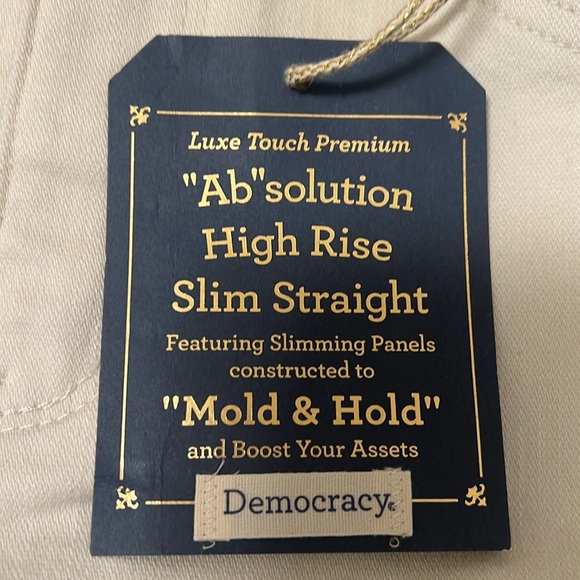 Luxe Touch Premium
"Ab"solution
High Rise
Slim Straight
Featuring Slimming Panels
constructed to
"Mold & Hold"
and Boost Your Assets
Democracy